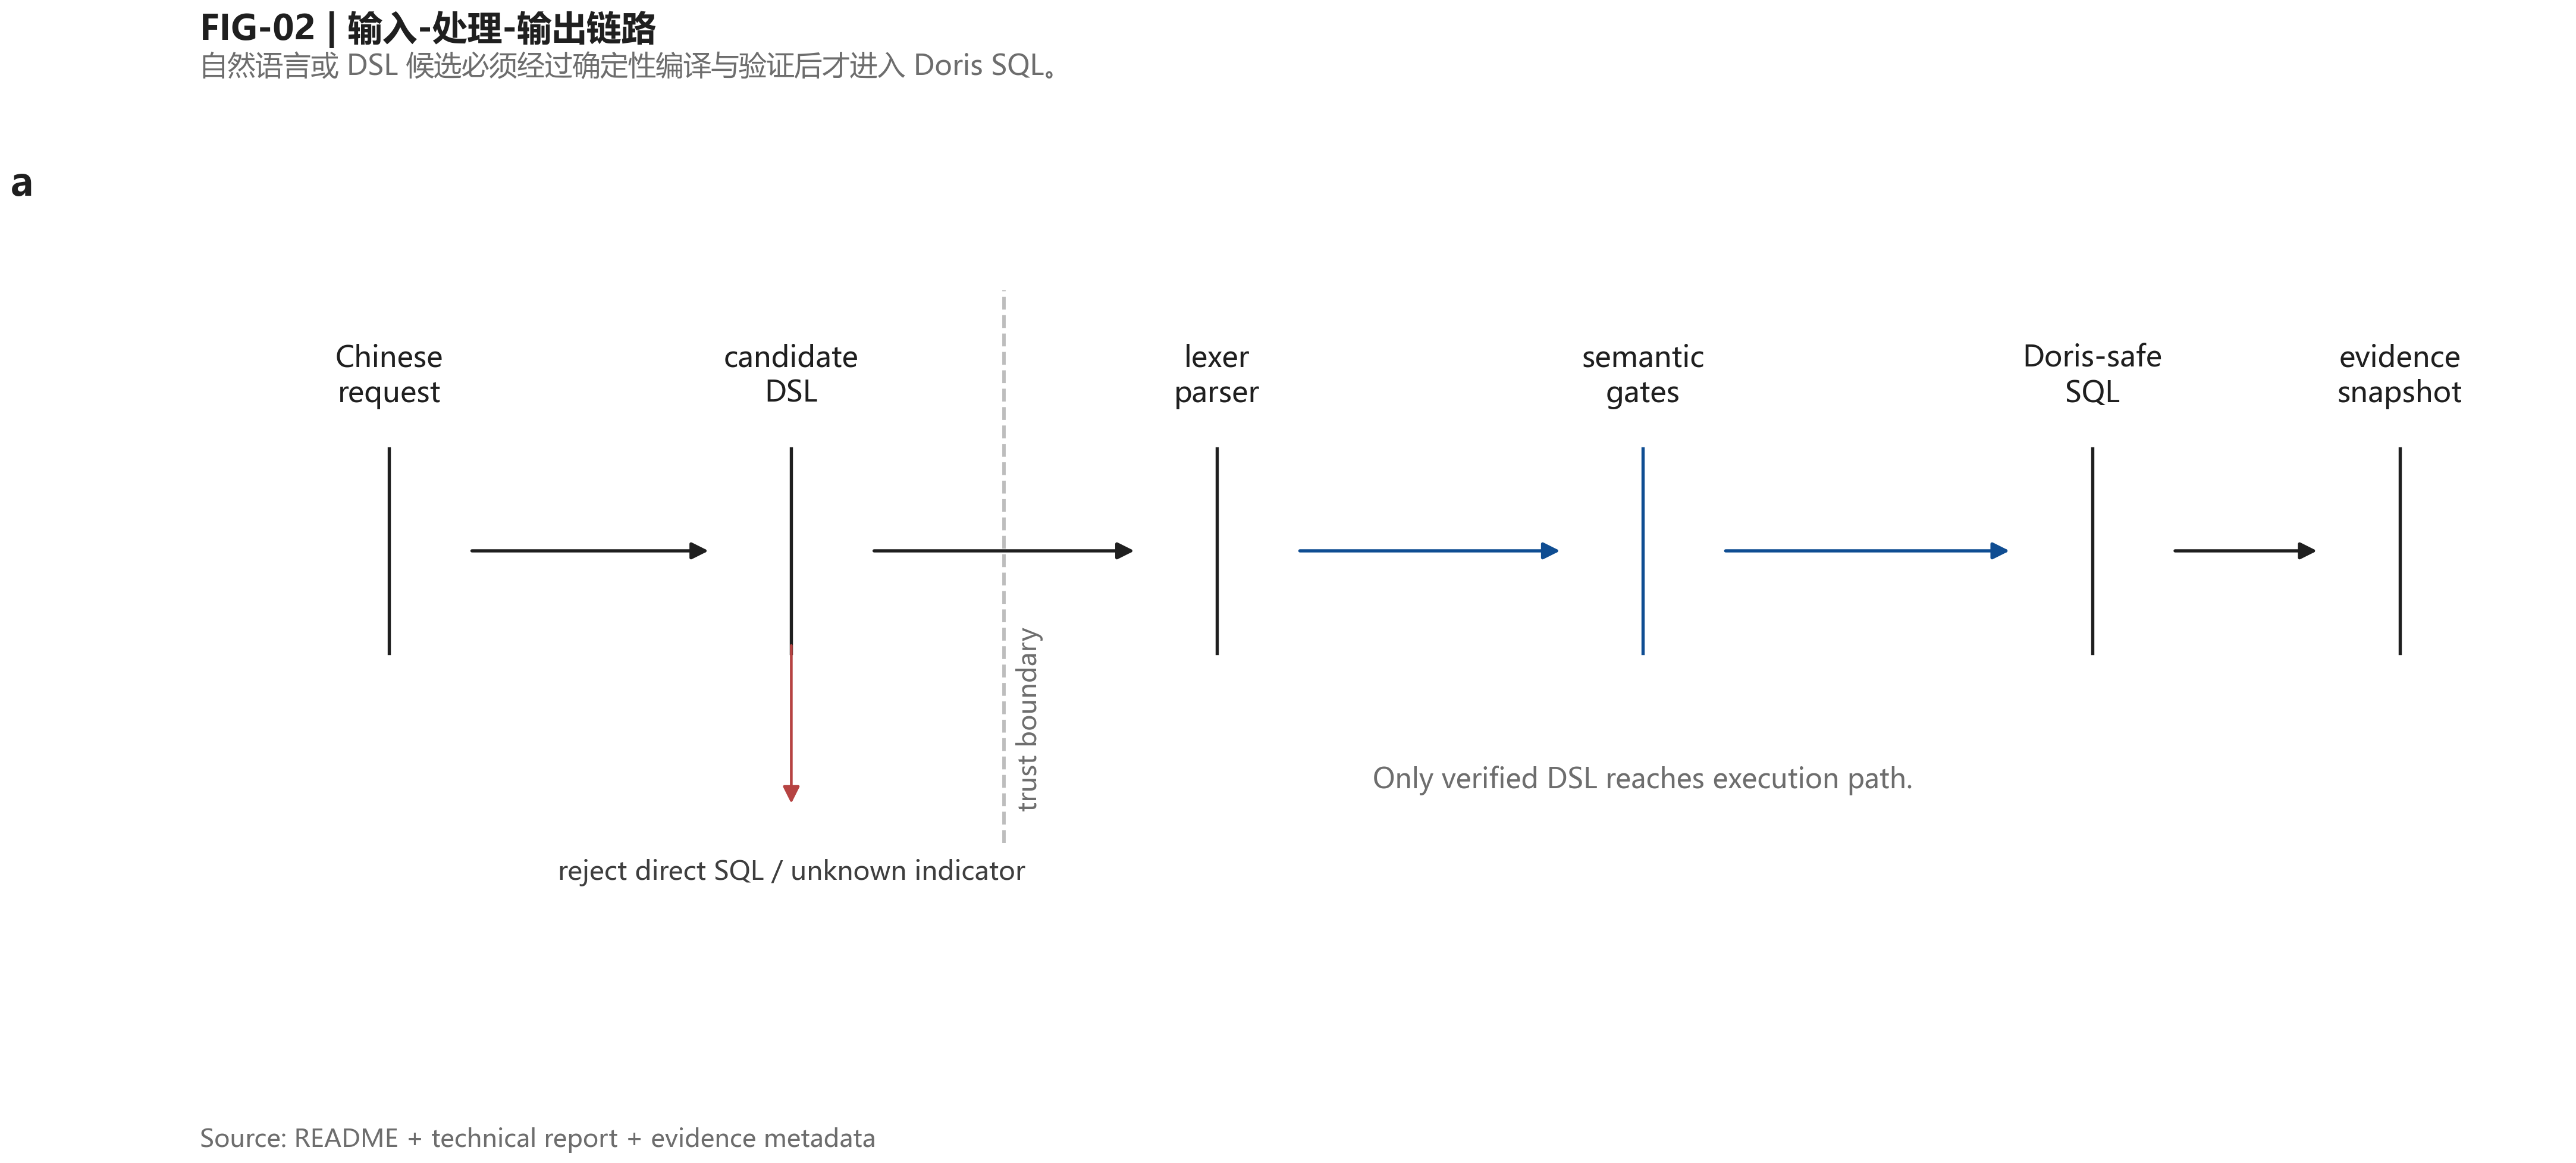 FIG-02 | 输入-处理-输出链路
自然语言或 DSL 候选必须经过确定性编译与验证后才进入 Doris SQL。
a
Chinese
request
candidate
DSL
lexer
parser
semantic
gates
Doris-safe
SQL
evidence
snapshot
trust boundary
Only verified DSL reaches execution path.
reject direct SQL / unknown indicator
Source: README + technical report + evidence metadata